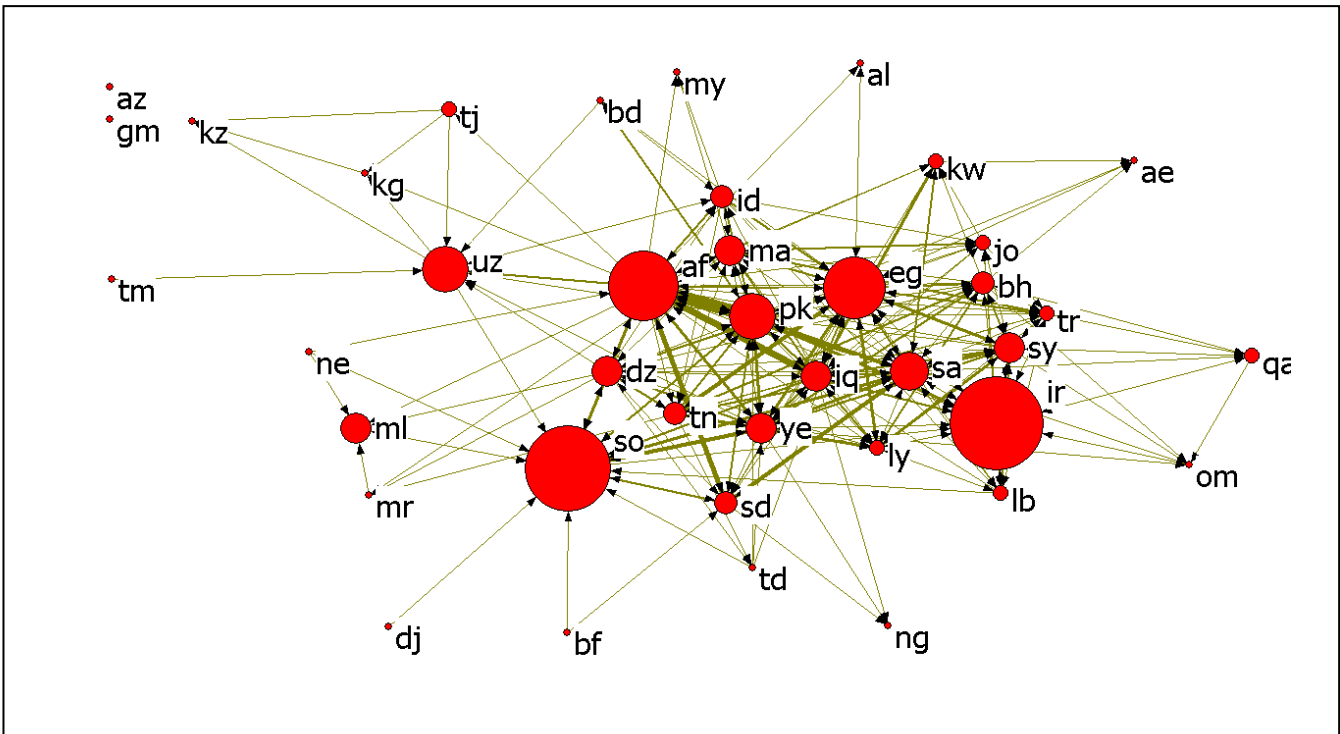 al
my
az
bd
tj
gm
kz
kw
ae
kg
id
ma
jo
uz
af
eg
tm
bh
pk
tr
sy
ne
qa
dz
iq
sa
ir
tn
ml
so
ye
ly
om
lb
mr
sd
td
dj
bf
ng